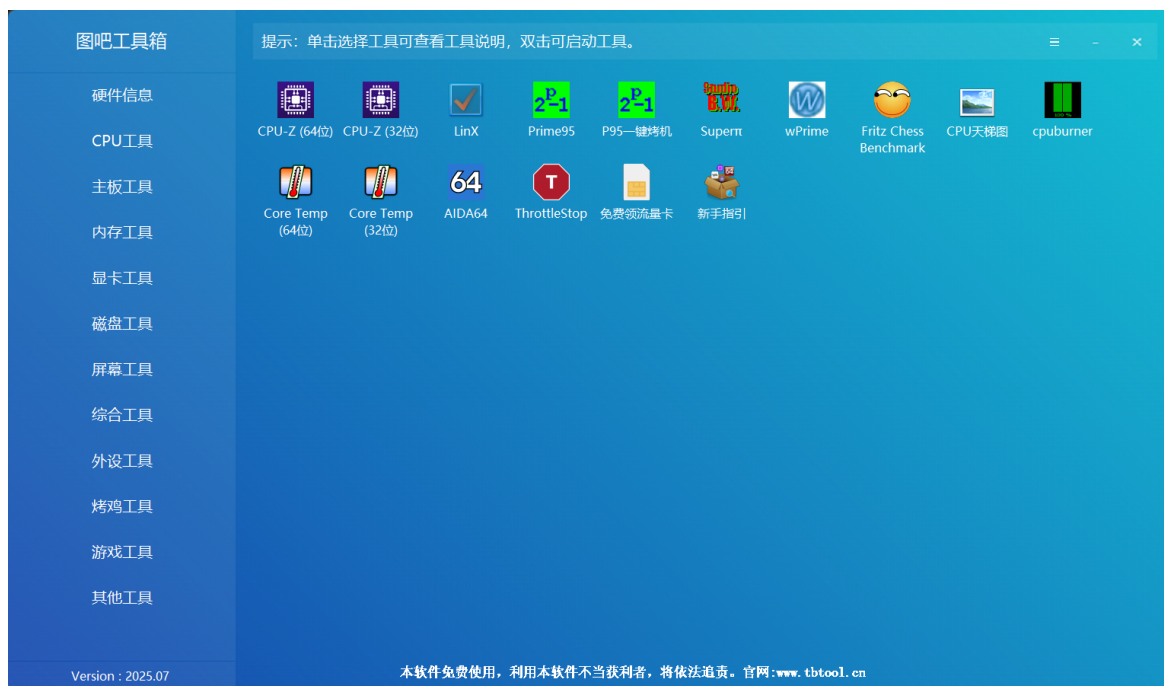 图吧工具箱
提示：单击选择工具可查看工具说明，双击可启动工具。
硬件信息
CPU工具
主板工具
内存工具
显卡工具
磁盘工具
屏幕工具
综合工具
外设工具
烤鸡工具
游戏工具
其他工具
Version : 2025.07
CPU-Z (64位) CPU-Z (32位) LinX Prime95 P95一键烤机 Superπ wPrime Fritz Chess CPU天梯图 cpuburner
Benchmark
Core Temp Core Temp AIDA64 ThrottleStop 免费领流量卡 新手指引
(64位) (32位)
本软件免费使用，利用本软件不当获利者，将依法追责。官网:www.tbtool.cn